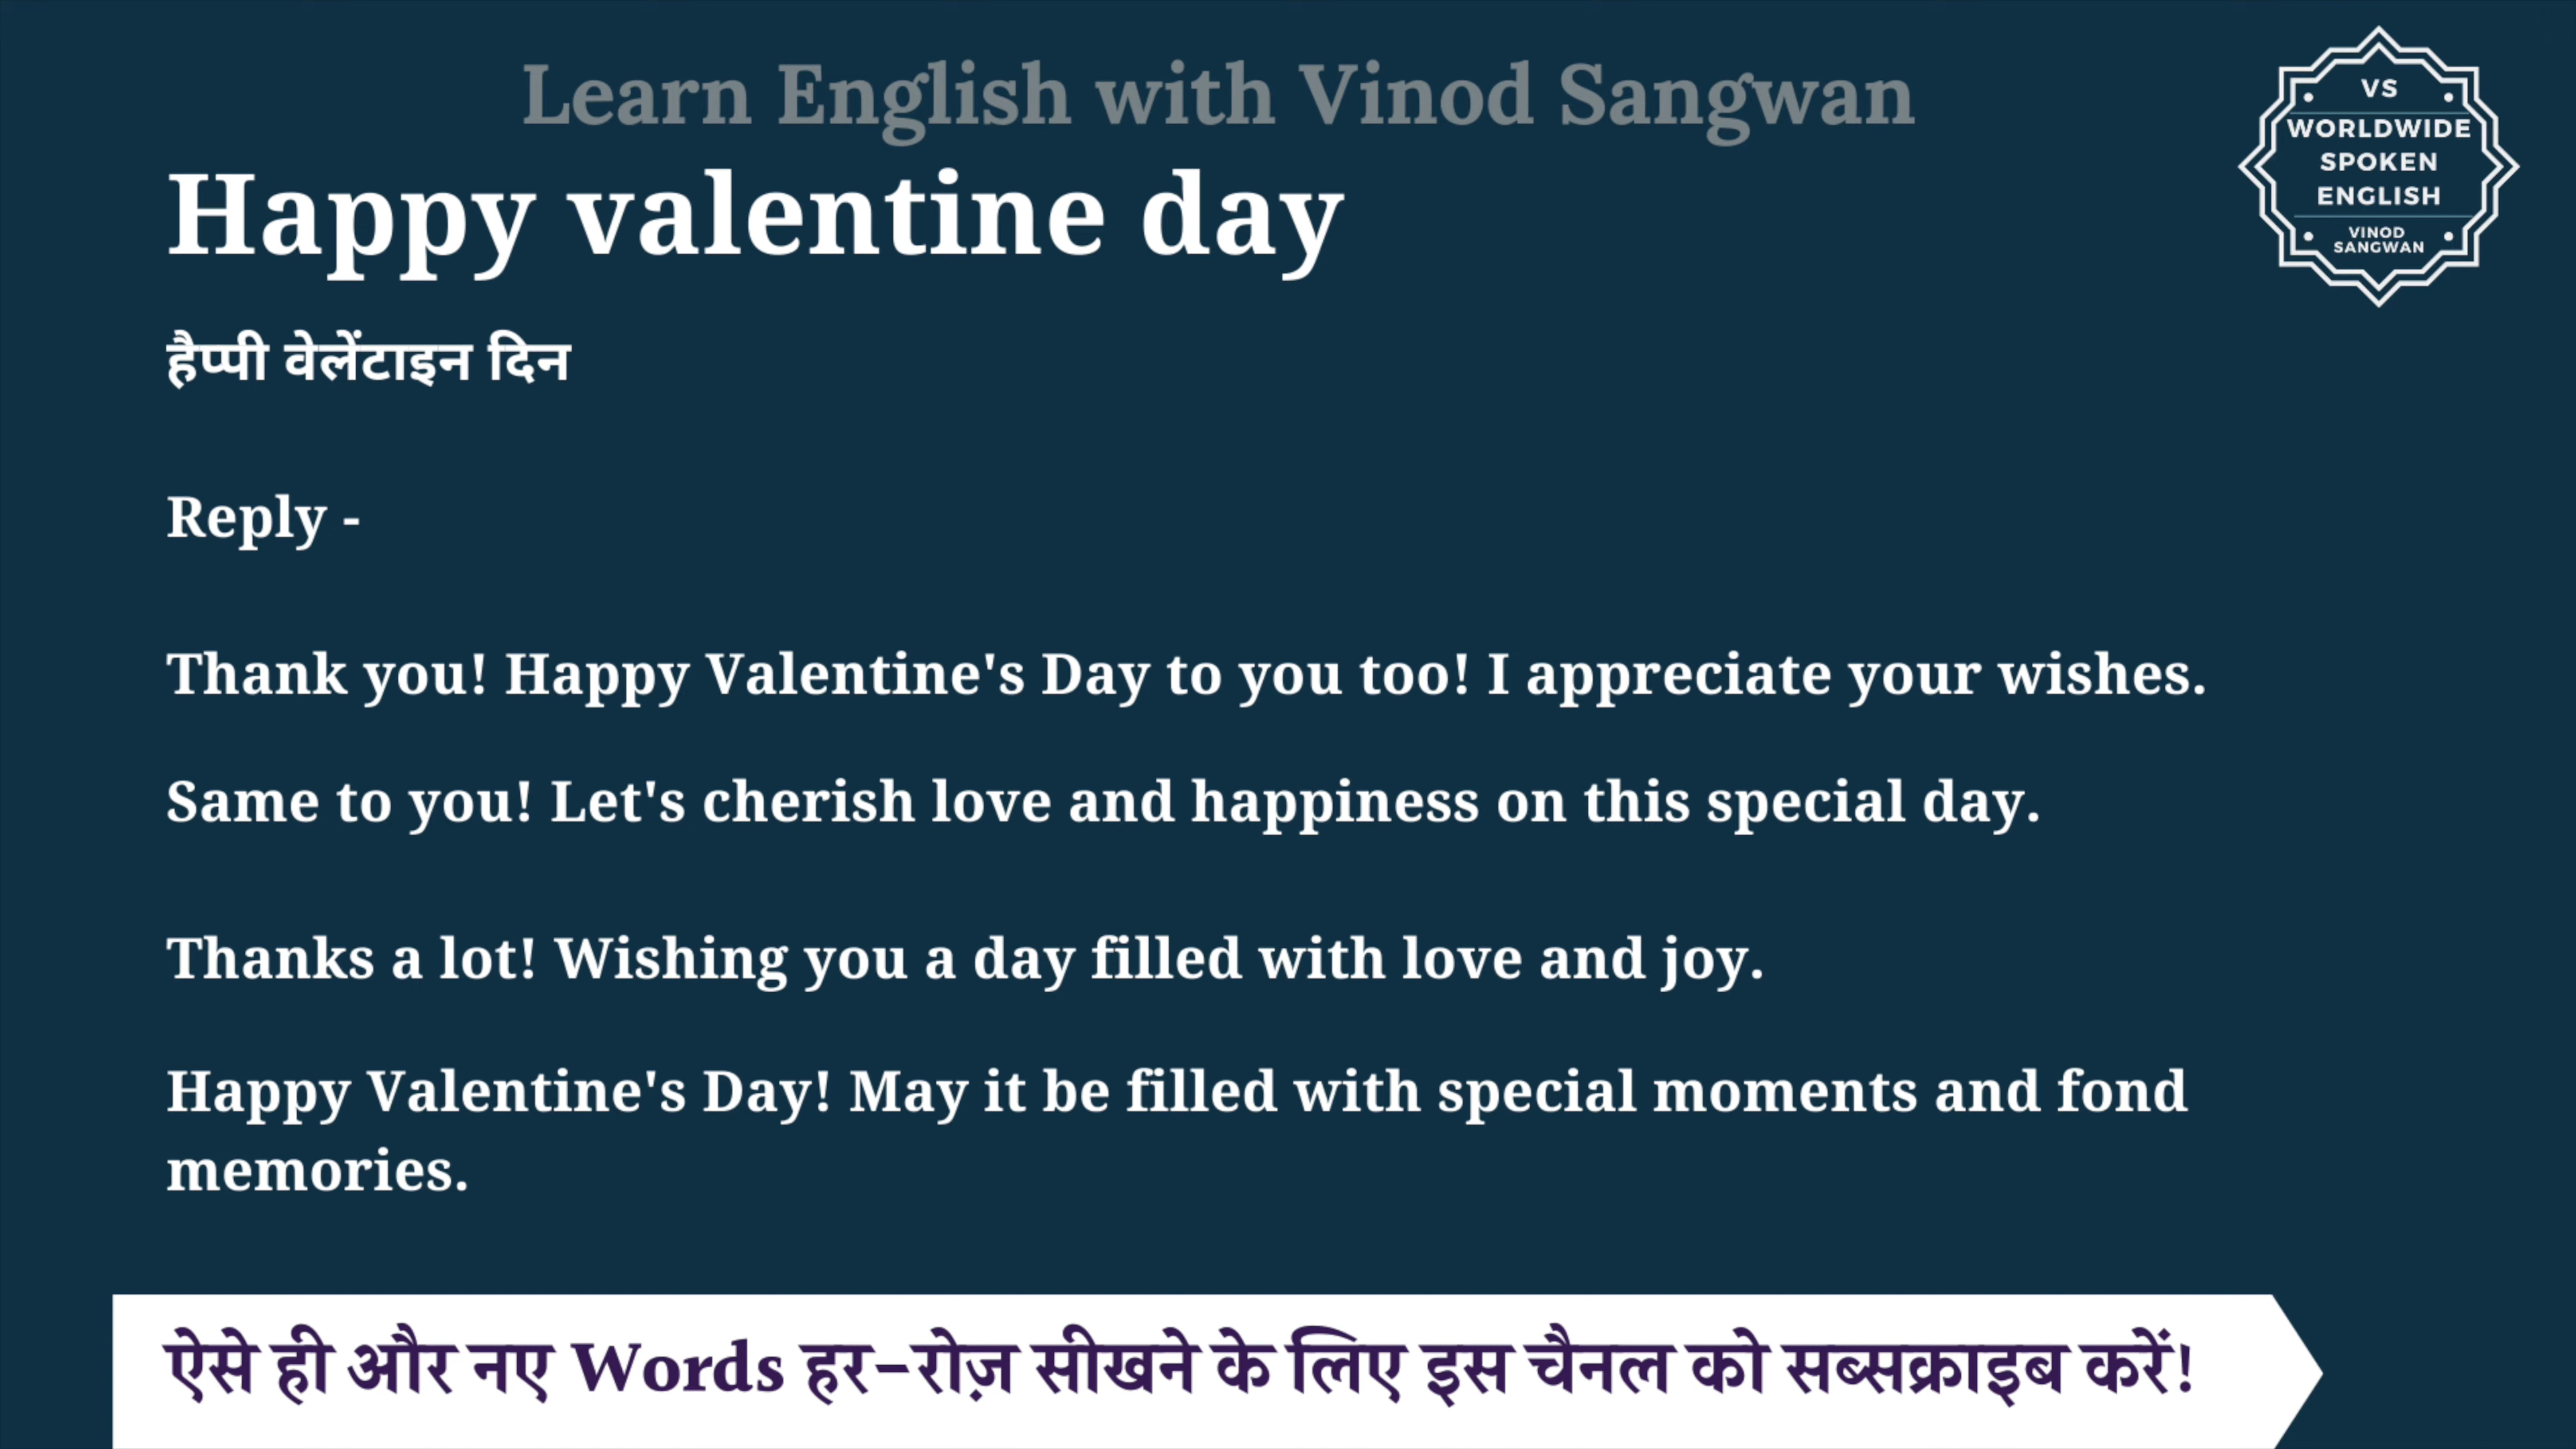 Learn English with Vinod Sangwan
VS
WORLDWIDE
SPOKEN
ENGLISH
VINOD
SANGWAN
Happy valentine day
हैप्पी वेलेंटाइन दिन
Reply -
Thank you! Happy Valentine's Day to you too! I appreciate your wishes.
Same to you! Let's cherish love and happiness on this special day.
Thanks a lot! Wishing you a day filled with love and joy.
Happy Valentine's Day! May it be filled with special moments and fond
memories.
ऐसे ही और नए Words हर-रोज़ सीखने के लिए इस चैनल को सब्सक्राइब करें!